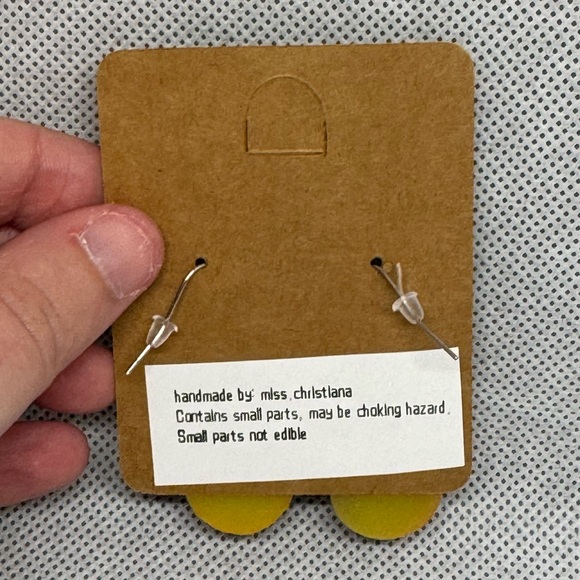 handmade by: miss.christiana
Contains small parts, may be choking hazard.
Small parts not edible